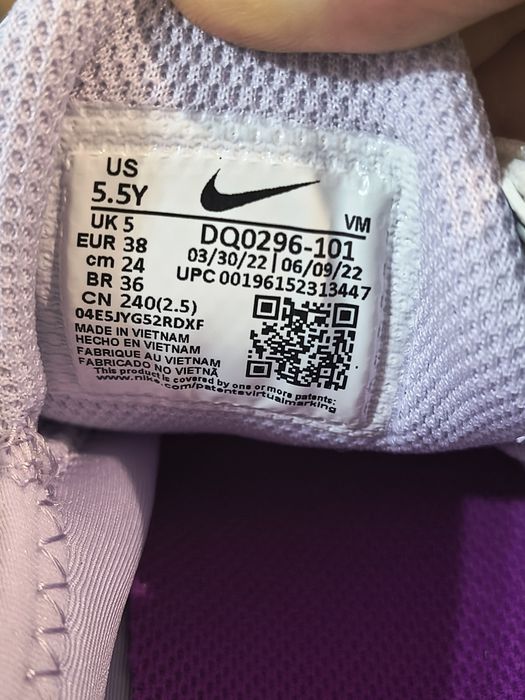 US
5.5Y
VM
UK 5
EUR 38
cm 24
BR 36
CN 240(2.5)
DQ0296-101
03/30/22 | 06/09/22
UPC 00196152313447
04E5JYG52RDXF
MADE IN VIETNAM
HECHO EN VIETNAM
FABRIQUE AU VIETNAM
FABRICADO NO VIETNÃ
This product is covered by one or more patents:
www.nike.com/patentsvirtualmarking